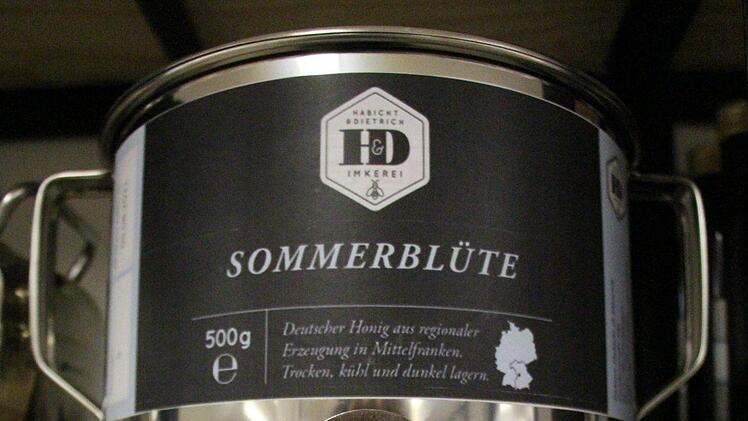 HABICHT
&DIETRICH
H&D
IMKEREI
SOMMERBLÜTE
500g
e
Deutscher Honig aus regionaler
Erzeugung in Mittelfranken.
Trocken, kühl und dunkel lagern.